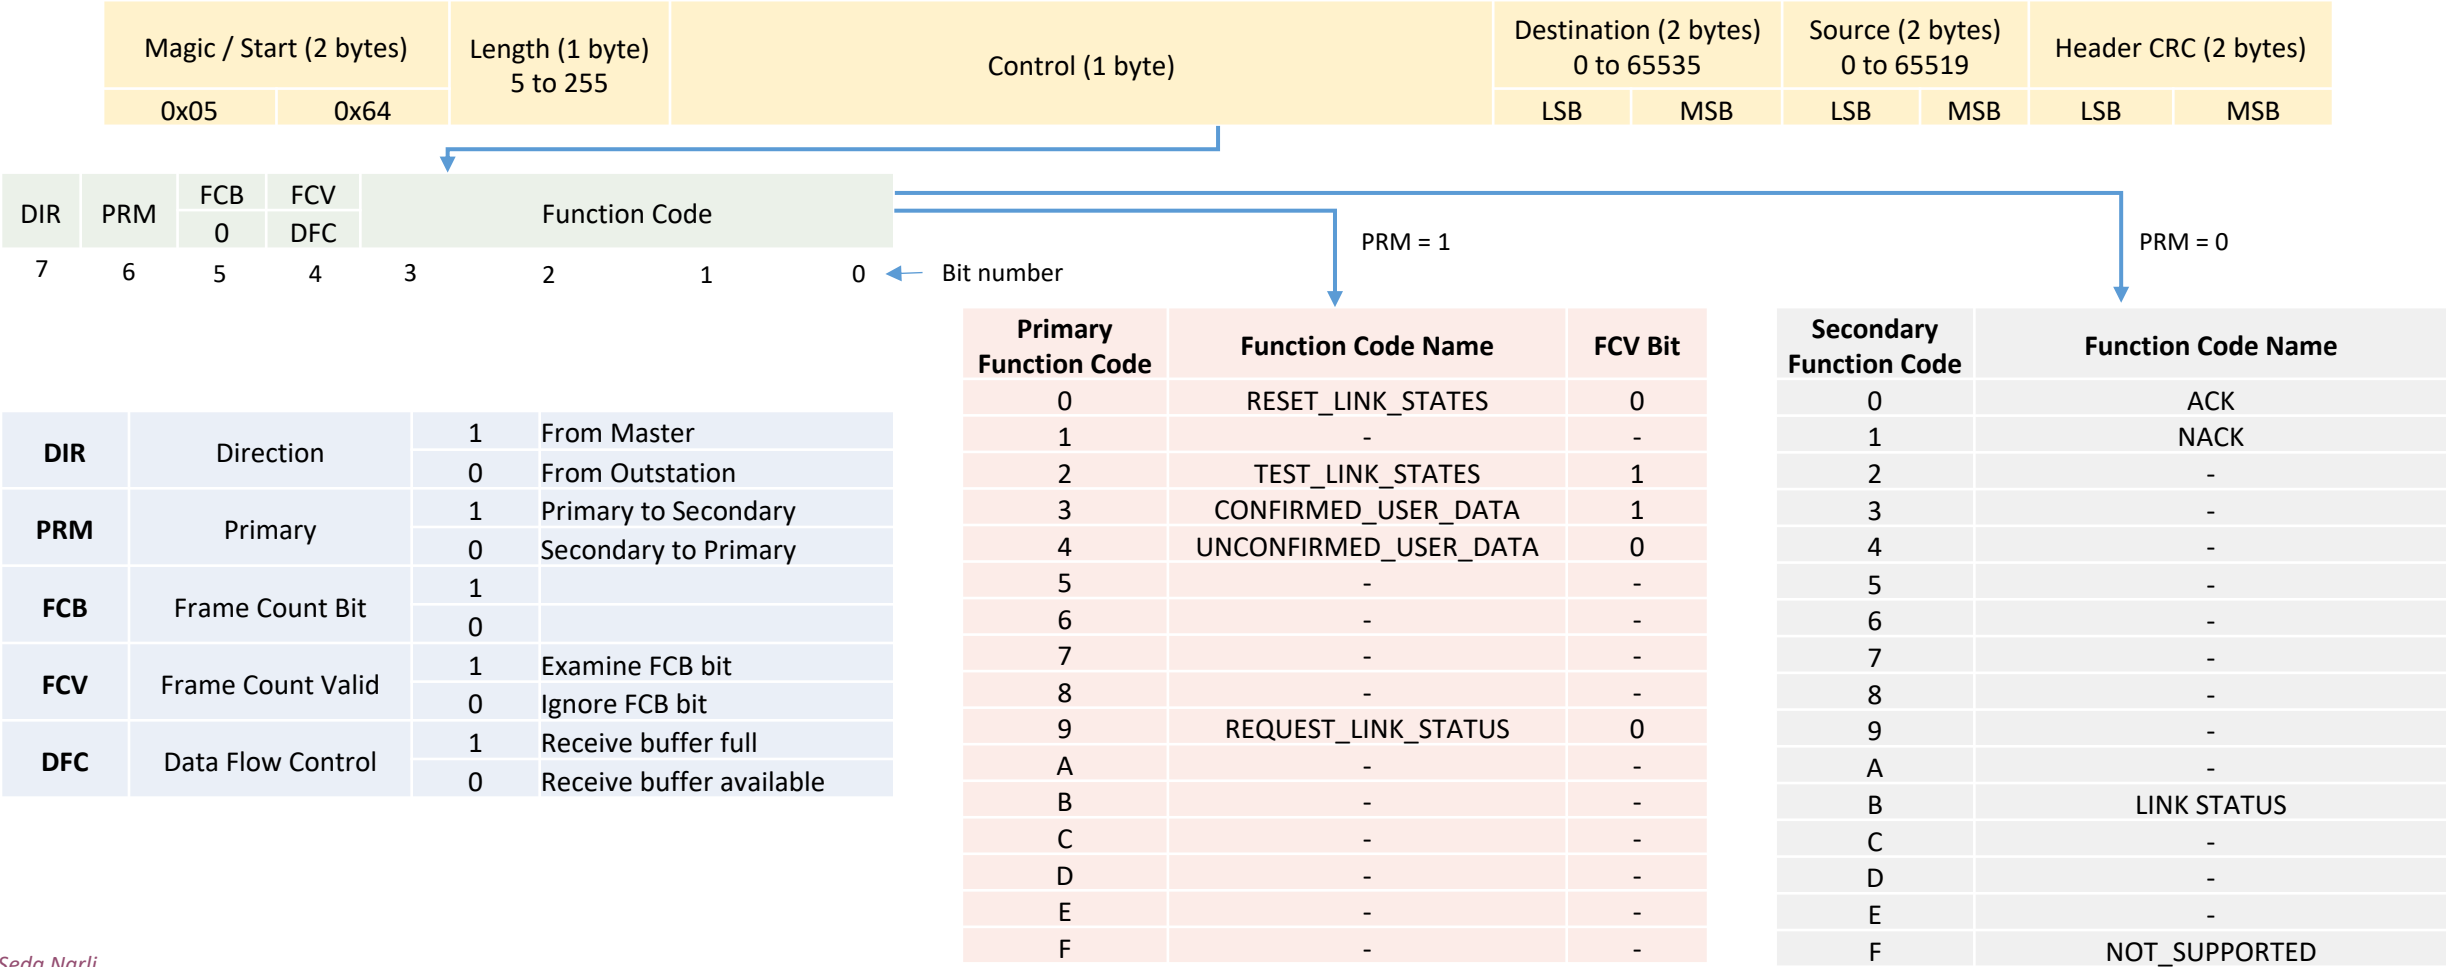 Magic / Start (2 bytes)
0x05 0x64
Length (1 byte)
5 to 255
Control (1 byte)
Destination (2 bytes)
0 to 65535
LSB MSB
Source (2 bytes)
0 to 65519
LSB MSB
Header CRC (2 bytes)
LSB MSB
DIR PRM FCB FCV Function Code
0 DFC
7 6 5 4 3 2 1 0 Bit number
PRM = 1
PRM = 0
DIR Direction 1 From Master
0 From Outstation
PRM Primary 1 Primary to Secondary
0 Secondary to Primary
FCB Frame Count Bit 1
0
FCV Frame Count Valid 1 Examine FCB bit
0 Ignore FCB bit
DFC Data Flow Control 1 Receive buffer full
0 Receive buffer available
Primary
Function Code Function Code Name FCV Bit
0 RESET_LINK_STATES 0
1 - -
2 TEST_LINK_STATES 1
3 CONFIRMED_USER_DATA 1
4 UNCONFIRMED_USER_DATA 0
5 - -
6 - -
7 - -
8 - -
9 REQUEST_LINK_STATUS 0
A - -
B - -
C - -
D - -
E - -
F - -
Secondary
Function Code Function Code Name
0 ACK
1 NACK
2 -
3 -
4 -
5 -
6 -
7 -
8 -
9 -
A -
B LINK STATUS
C -
D -
E -
F NOT_SUPPORTED
Seda Narli